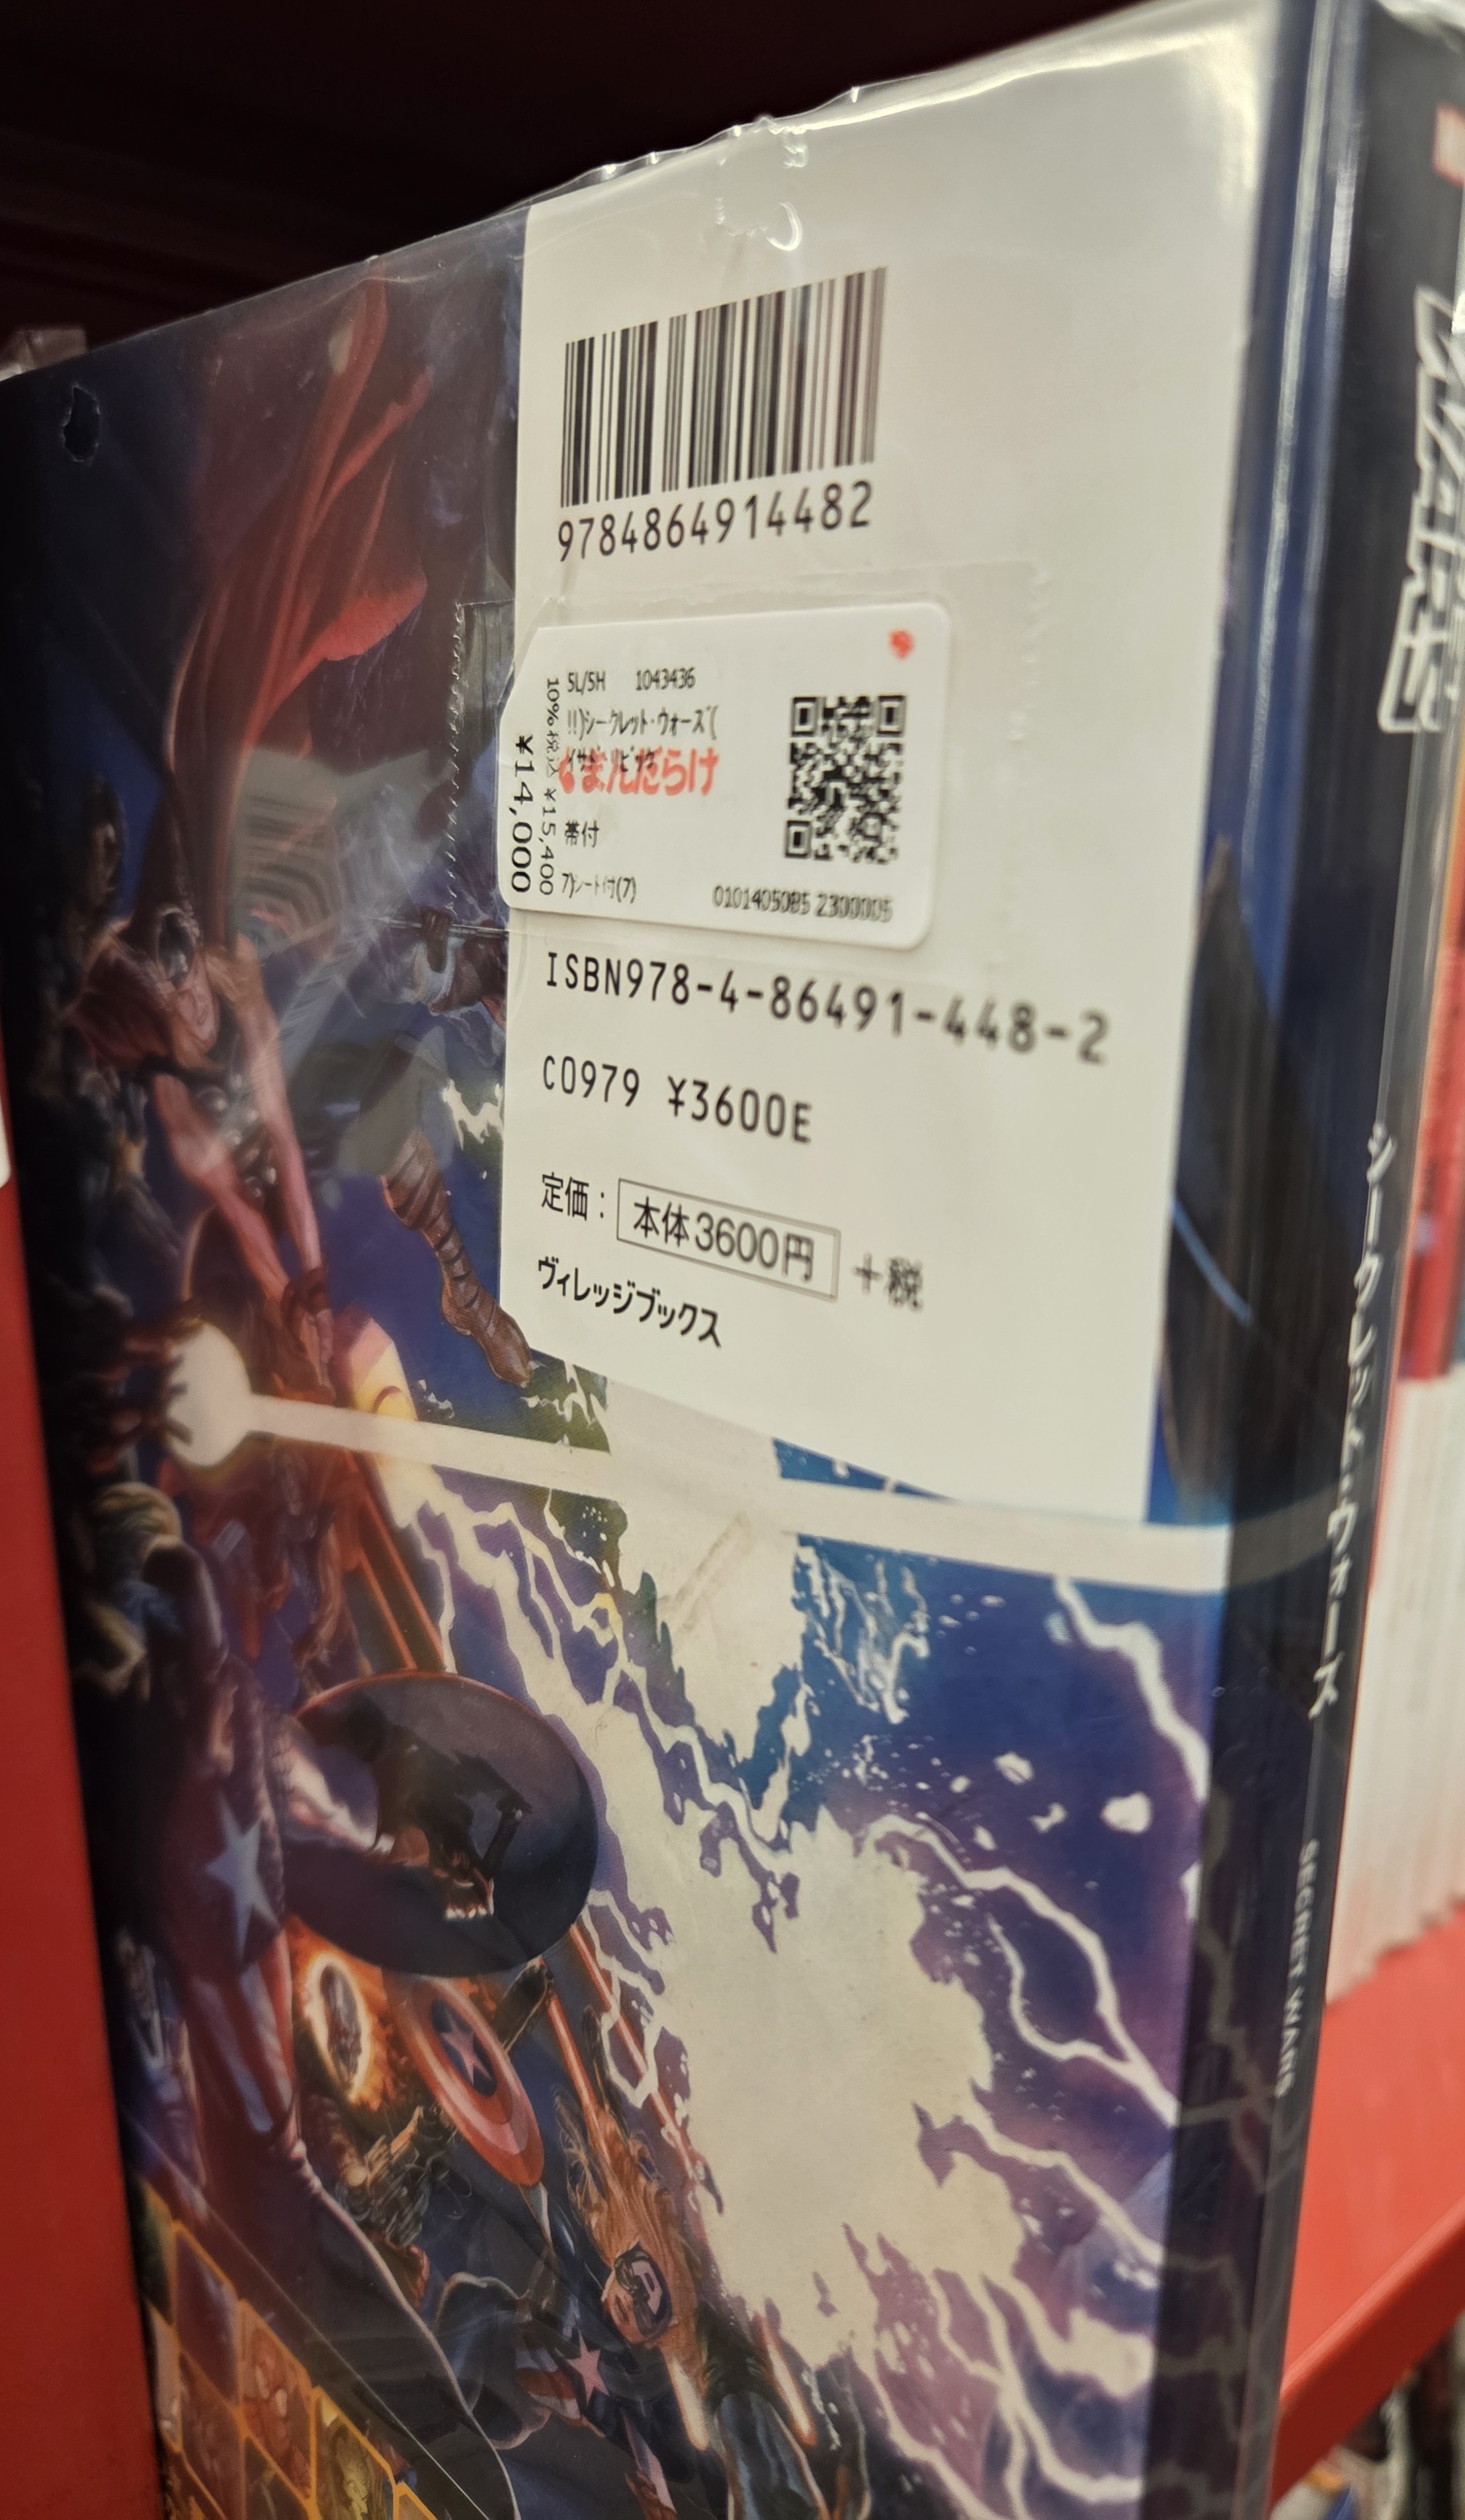 9784864914482
5L/5H 1043436
!!)シークレット・ウォーズ(
まんだらけ
帯付
¥14,000
10%税込 ¥15,400
0101405085 2300005
ISBN978-4-86491-448-2
C0979 ¥3600E
定価：本体3600円+税
ヴィレッジブックス
WARS
シークレット・ウォーズ
SECRET WARS